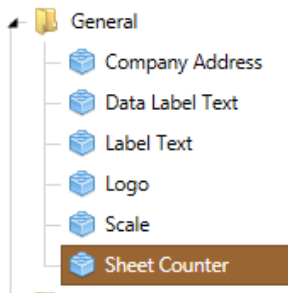 General
Company Address
Data Label Text
Label Text
Logo
Scale
Sheet Counter